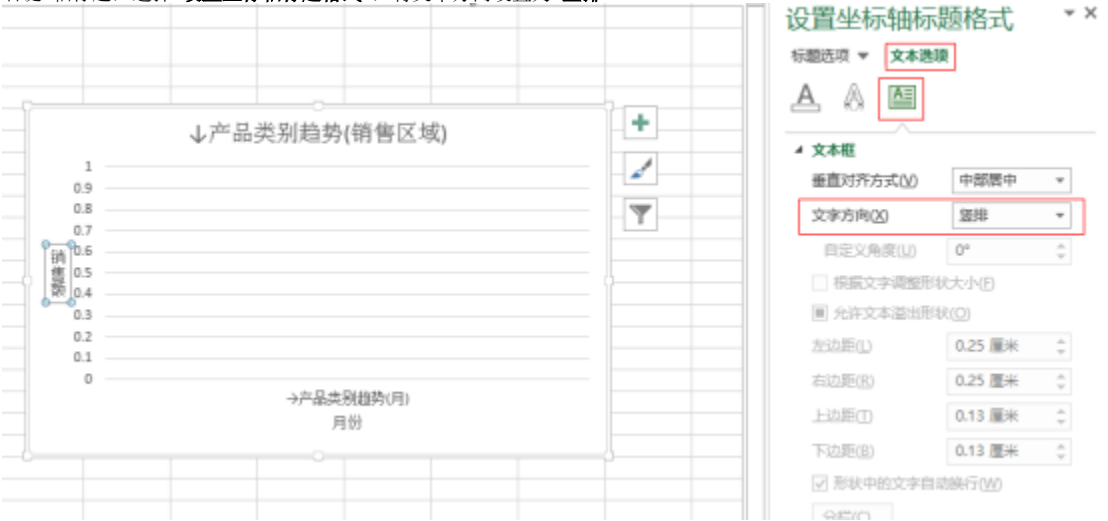 设置坐标轴标题格式
标题选项 文本选项
文本框
垂直对齐方式(V) 中部居中
文字方向(X) 竖排
自定义角度(U) 0°
根据文字调整形状大小(F)
允许文本溢出形状(O)
左边距(L) 0.25 厘米
右边距(R) 0.25 厘米
上边距(T) 0.13 厘米
下边距(B) 0.13 厘米
形状中的文字自动换行(W)
分栏(C)...
↓产品类别趋势(销售区域)
1
0.9
0.8
0.7
0.6
0.5
0.4
0.3
0.2
0.1
0
销售额
→产品类别趋势(月)
月份